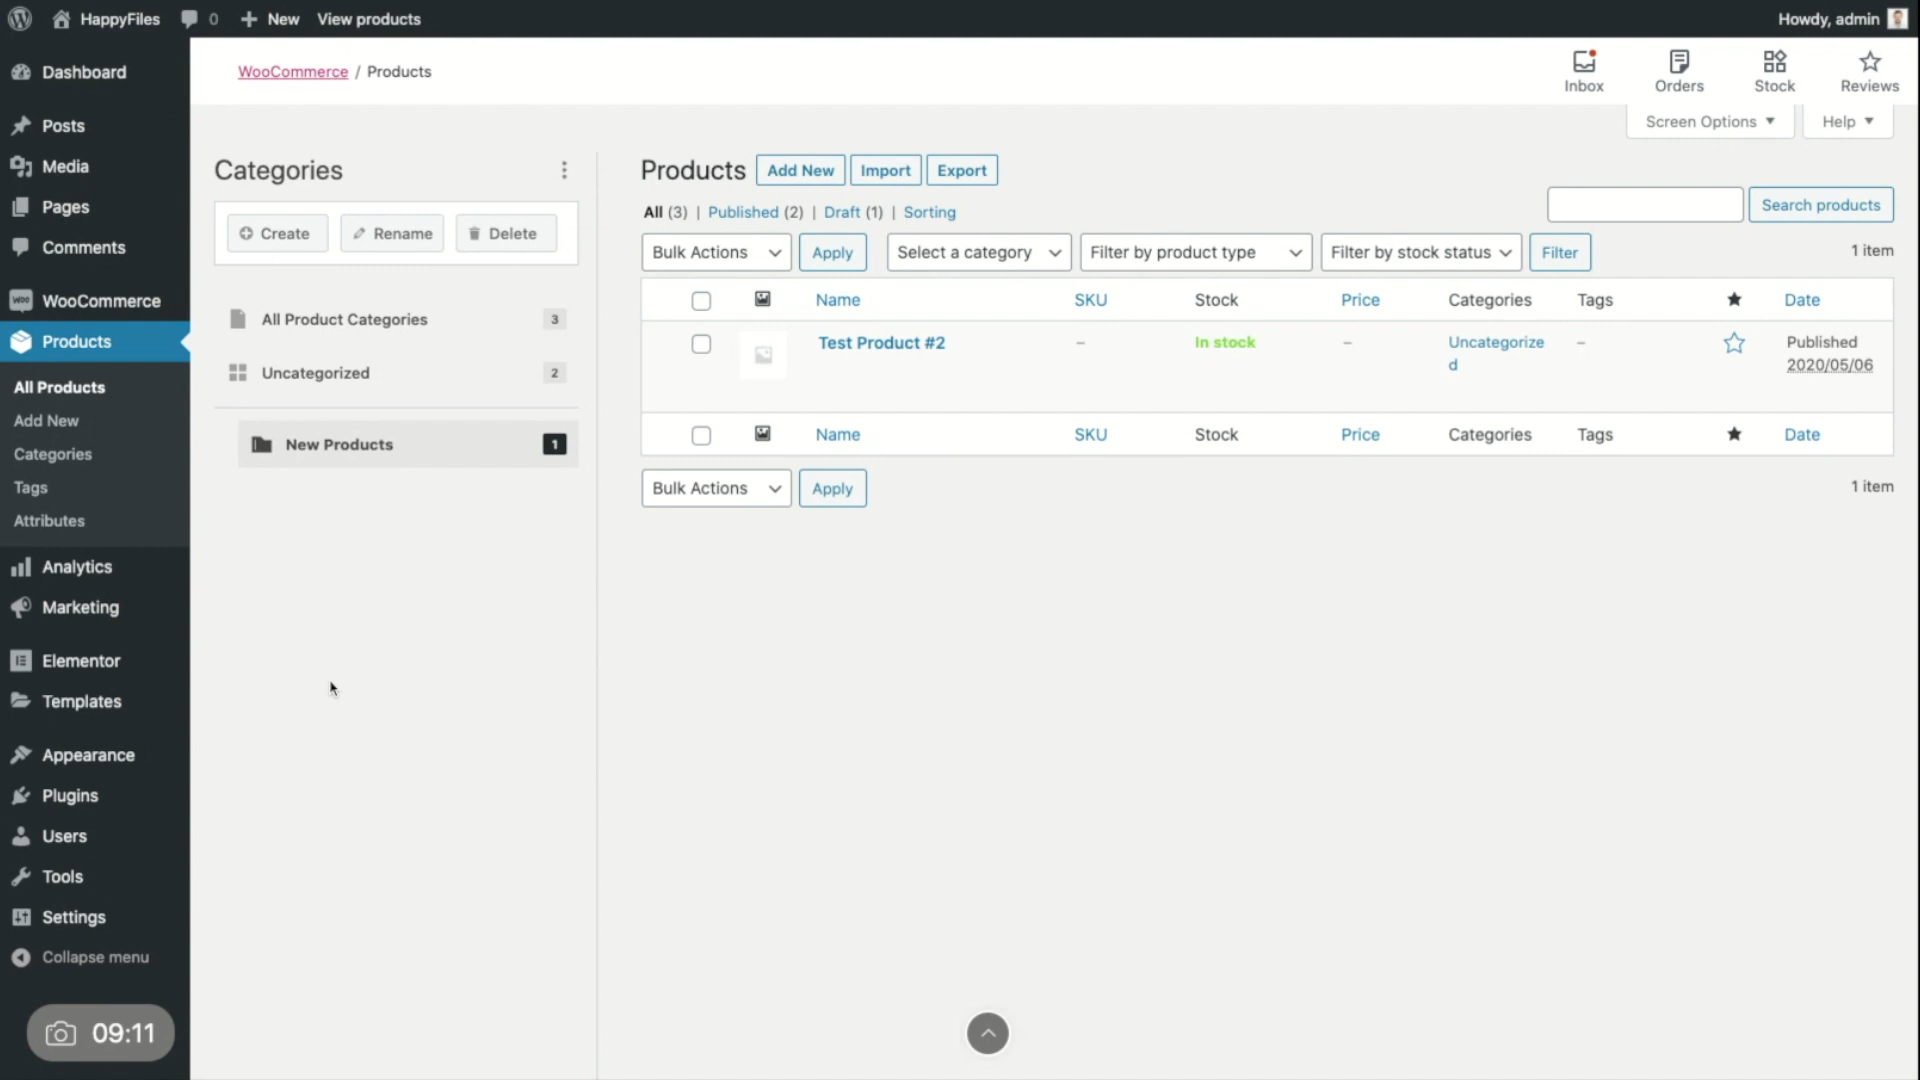 HappyFiles 0 New View products Howdy, admin
Dashboard
Posts
Media
Pages
Comments
WooCommerce
Products
All Products
Add New
Categories
Tags
Attributes
Analytics
Marketing
Elementor
Templates
Appearance
Plugins
Users
Tools
Settings
Collapse menu
09:11
WooCommerce / Products
Inbox Orders Stock Reviews
Screen Options Help
Categories
Create Rename Delete
All Product Categories 3
Uncategorized 2
New Products 1
Products Add New Import Export
All (3) | Published (2) | Draft (1) | Sorting
Search products
Bulk Actions Apply Select a category Filter by product type Filter by stock status Filter 1 item
Name SKU Stock Price Categories Tags Date
Test Product #2 – In stock – Uncategorize – Published
d 2020/05/06
Name SKU Stock Price Categories Tags Date
Bulk Actions Apply 1 item